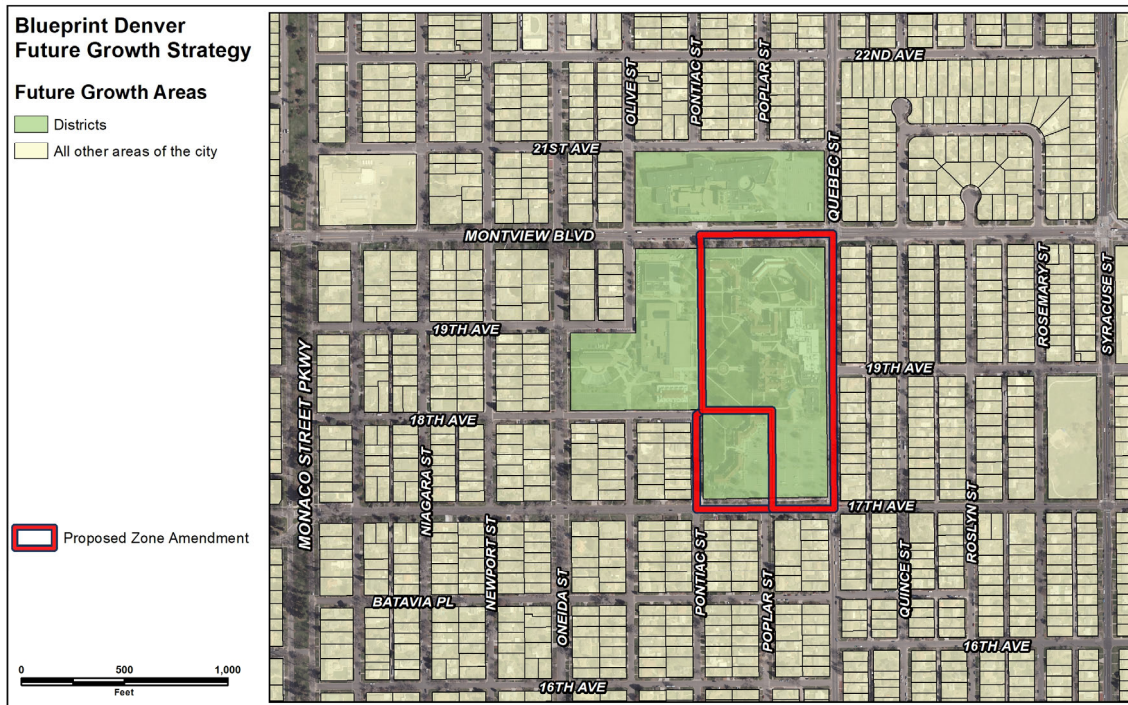 Blueprint Denver
Future Growth Strategy
Future Growth Areas
Districts
All other areas of the city
Proposed Zone Amendment
0 500 1,000
Feet
22ND AVE
OLIVE ST
PONTIAC ST
POPLAR ST
21ST AVE
QUEBEC ST
MONTVIEW BLVD
ROSEMARY ST
SYRACUSE ST
19TH AVE
19TH AVE
MONACO STREET PKWY
18TH AVE
NIAGARA ST
17TH AVE
NEWPORT ST
ONEIDA ST
PONTIAC ST
POPLAR ST
QUINCE ST
ROSLYN ST
BATAVIA PL
16TH AVE
16TH AVE